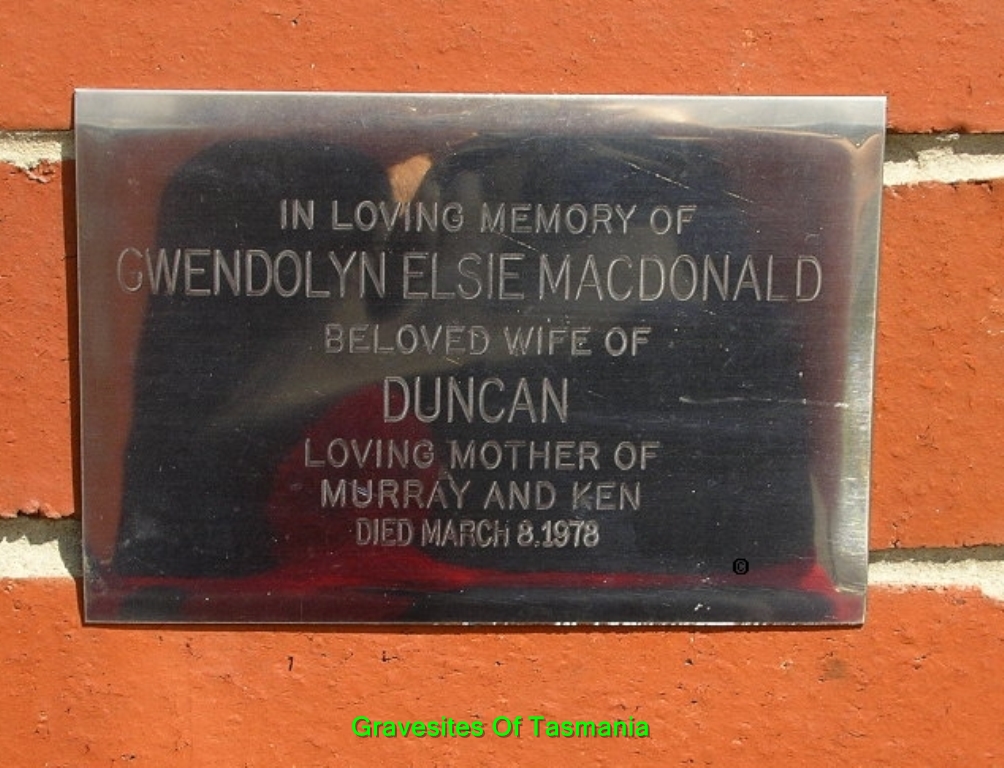 IN LOVING MEMORY OF
GWENDOLYN ELSIE MACDONALD
BELOVED WIFE OF
DUNCAN
LOVING MOTHER OF
MURRAY AND KEN
DIED MARCH 8.1978
©
Gravesites Of Tasmania